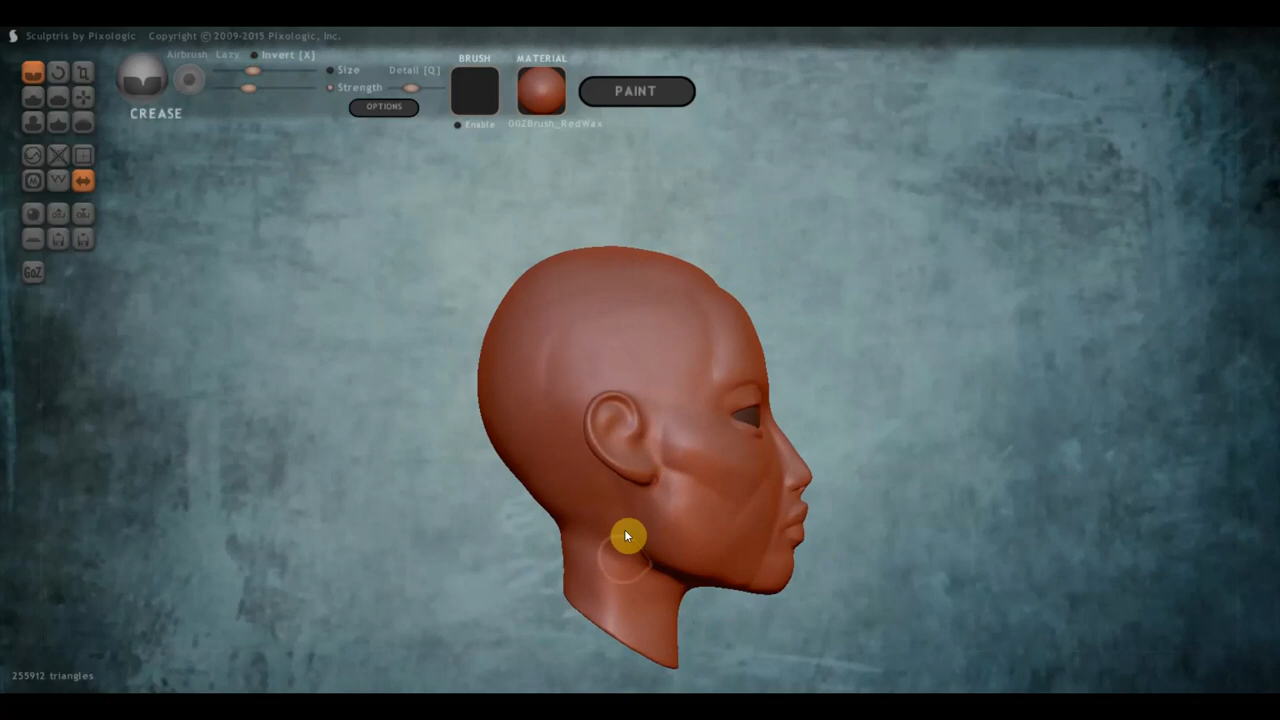 Sculptris by Pixologic Copyright ©2009-2015 Pixologic, Inc.
Airbrush Lazy Invert [X]
Size Detail [Q]
Strength
OPTIONS
CREASE
BRUSH
Enable
MATERIAL
GOZBrush_RedWax
PAINT
GoZ
255912 triangles